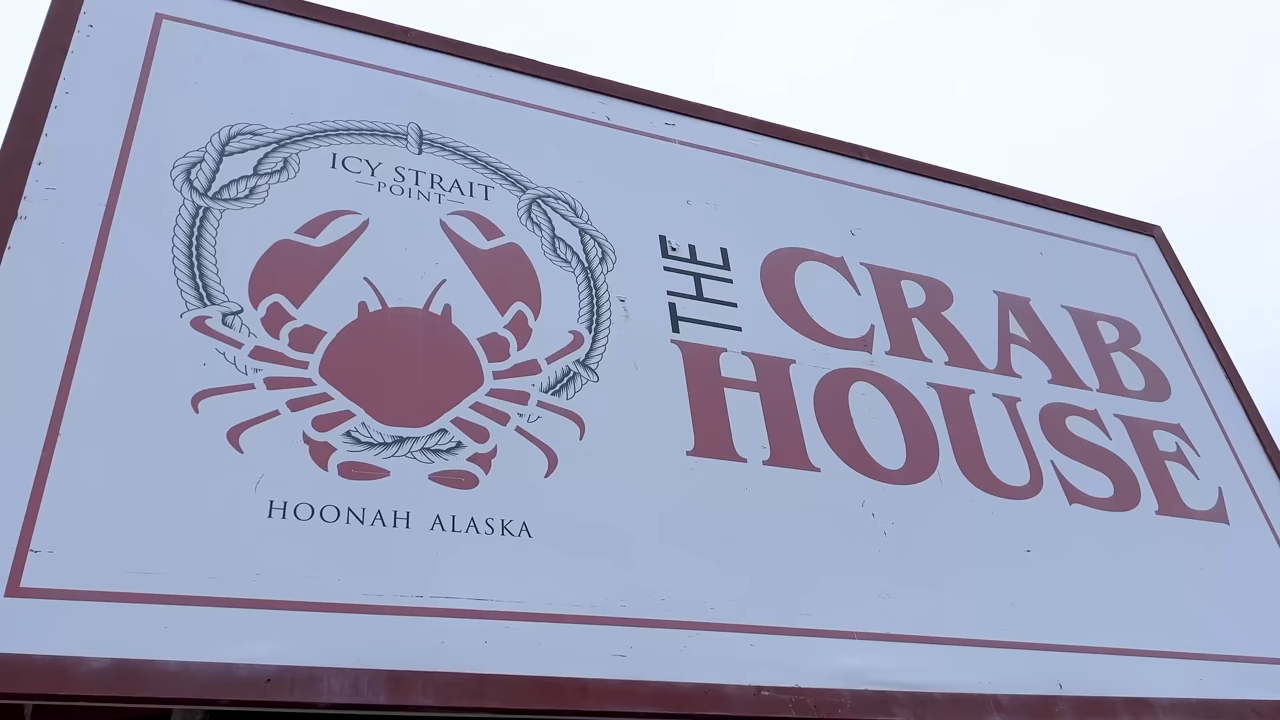 ICY STRAIT
—POINT—
HOONAH ALASKA
THE
CRAB
HOUSE